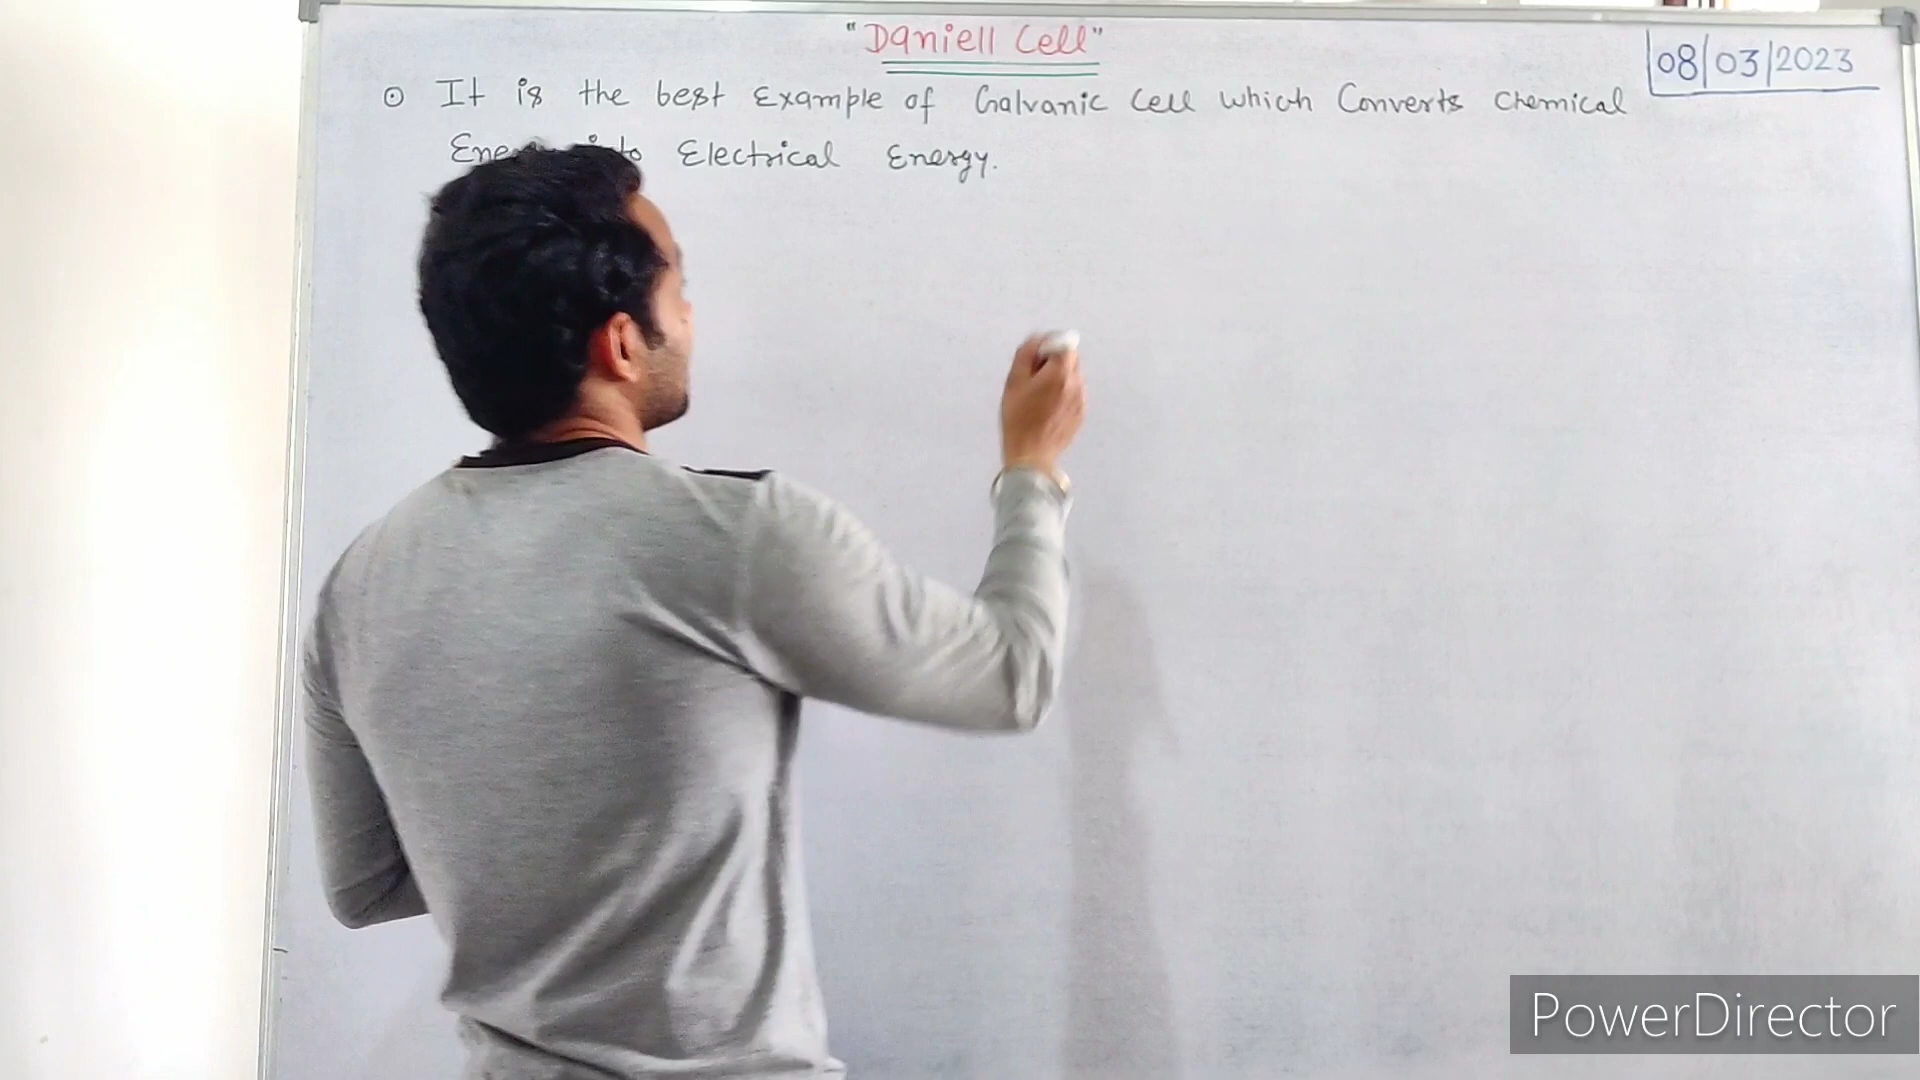 "Daniell Cell"
08/03/2023
⊙ It is the best Example of Galvanic Cell which Converts Chemical
Electrical Energy.
PowerDirector